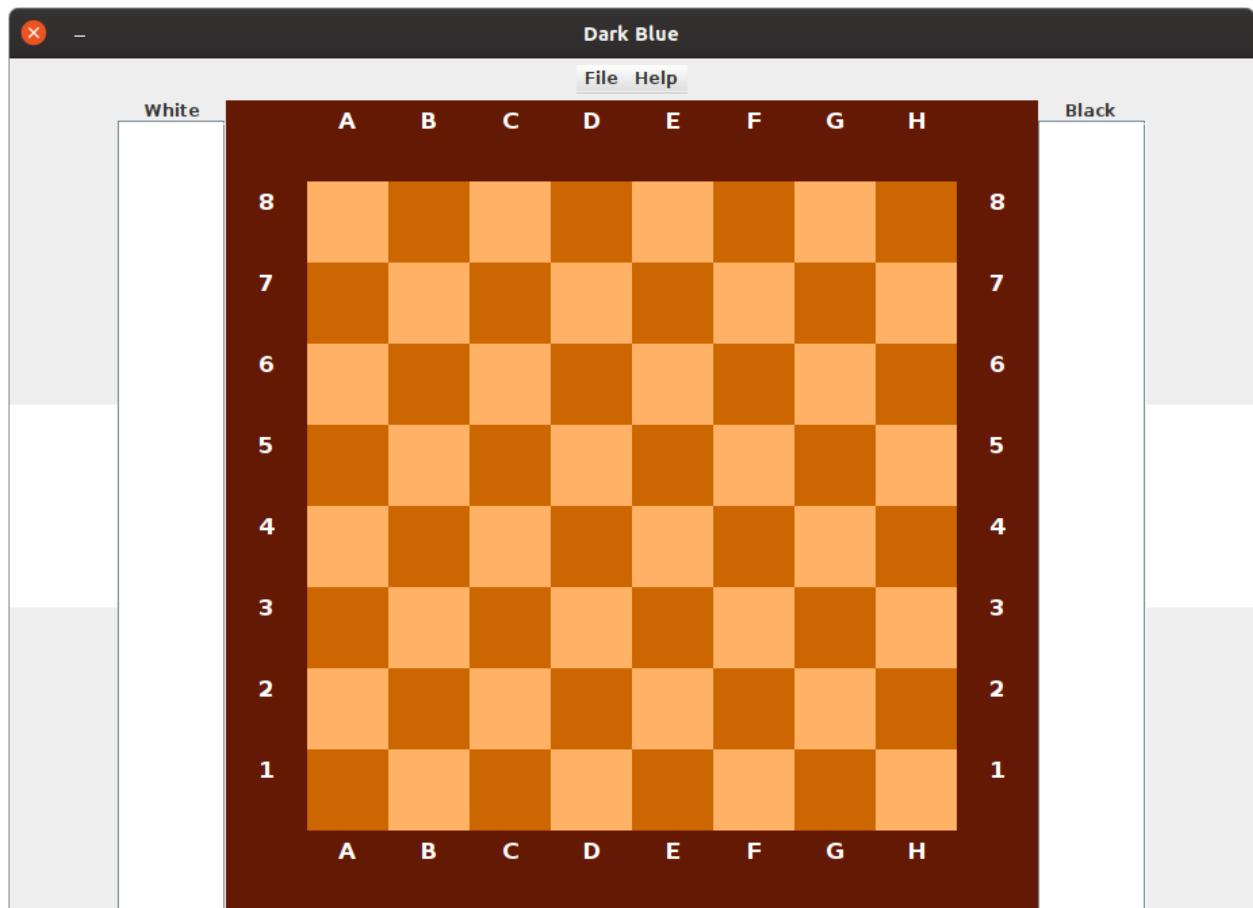 Dark Blue
File Help
White
Black
A B C D E F G H
8 8
7 7
6 6
5 5
4 4
3 3
2 2
1 1
A B C D E F G H